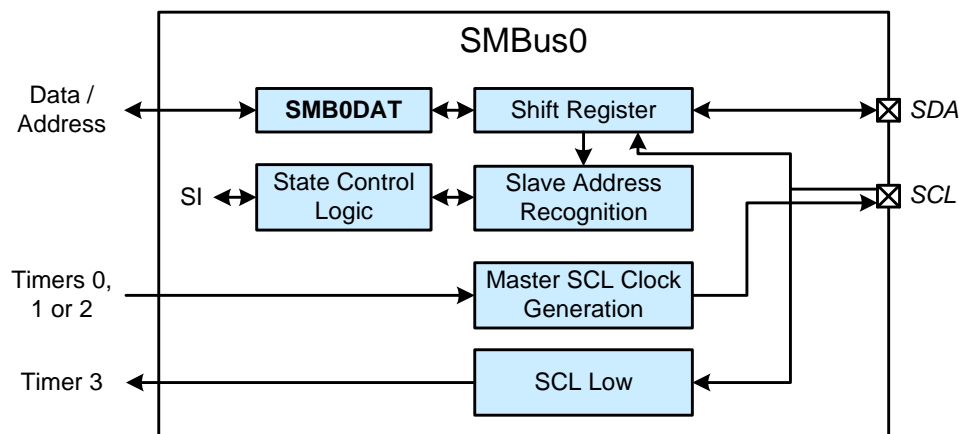 SMBus0
Data /
Address
SMB0DAT
Shift Register
SDA
SI
State Control
Logic
Slave Address
Recognition
SCL
Timers 0,
1 or 2
Master SCL Clock
Generation
Timer 3
SCL Low